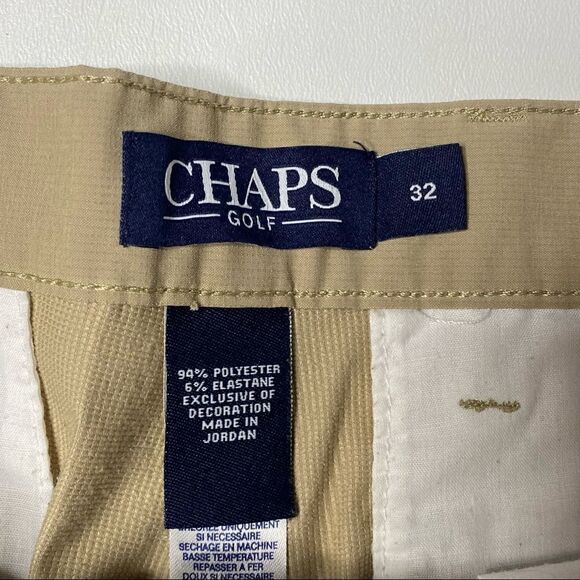 CHAPS
GOLF
32
94% POLYESTER
6% ELASTANE
EXCLUSIVE OF
DECORATION
MADE IN
JORDAN
UNIQUEMENT
SI NECESSAIRE
SECHAGE EN MACHINE
BASSE TEMPERATURE
REPASSER A FER
DOUX SI NECESSAIRE